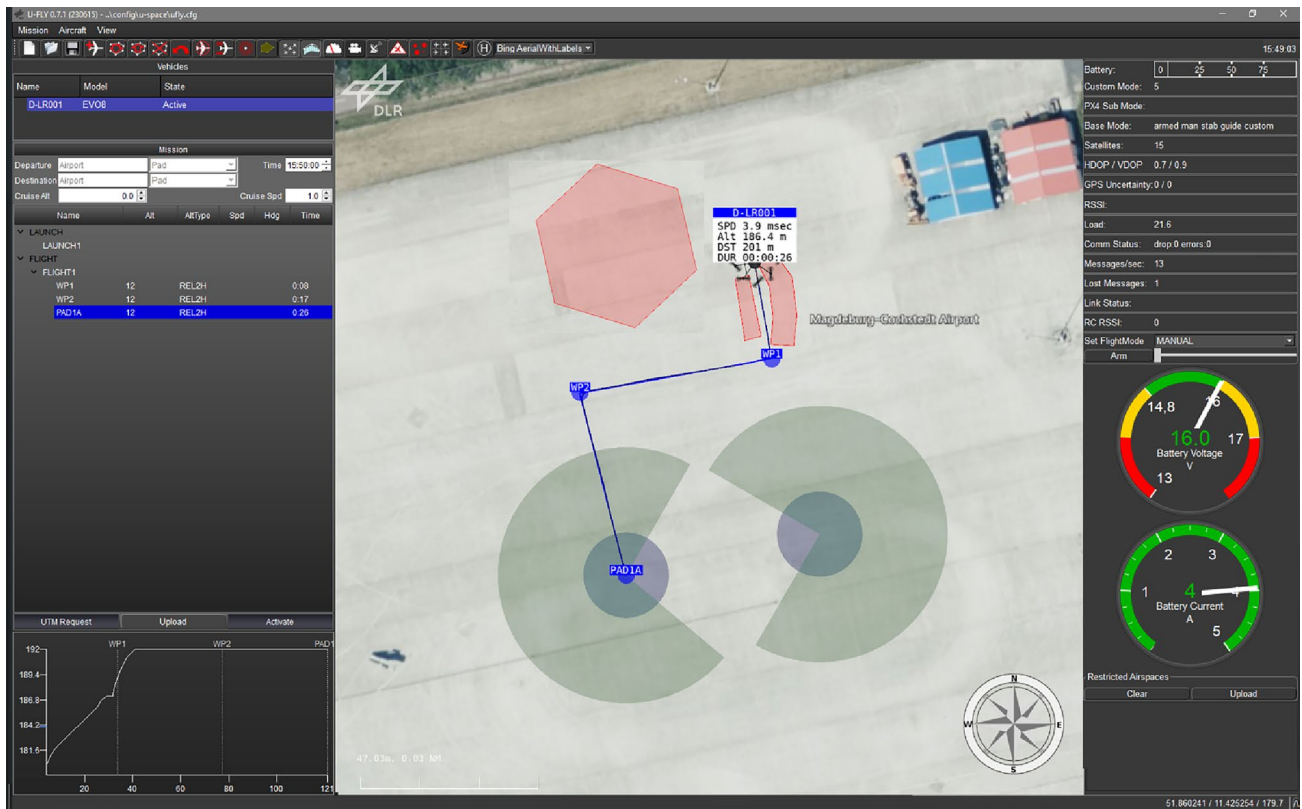 U-FLY 0.7.1 (230615) - ..\config\u-space\ufly.cfg
Mission Aircraft View
H Bing AerialWithLabels
15:49:03
Vehicles
Name Model State
D-LR001 EVO8 Active
Mission
Departure Airport Pad Time 15:50:00
Destination Airport Pad
Cruise Alt 0.0 Cruise Spd 1.0
Name Alt AltType Spd Hdg Time
LAUNCH
LAUNCH1
FLIGHT
FLIGHT1
WP1 12 REL2H 0:08
WP2 12 REL2H 0:17
PAD1A 12 REL2H 0:26
UTM Request Upload Activate
WP1 WP2 PAD1
192
189.4
186.8
184.2
181.6
20 40 60 80 100 121
DLR
D-LR001
SPD 3.9 msec
Alt 186.4 m
DST 201 m
DUR 00:00:26
Magdeburg-Cochstedt Airport
WP1
WP2
PAD1A
47.03m, 0.03 NM
N
W E
S
Battery: 0 25 50 75
Custom Mode: 5
PX4 Sub Mode:
Base Mode: armed man stab guide custom
Satellites: 15
HDOP / VDOP 0.7 / 0.9
GPS Uncertainty: 0 / 0
RSSI:
Load: 21.6
Comm Status: drop:0 errors:0
Messages/sec: 13
Lost Messages: 1
Link Status:
RC RSSI: 0
Set FlightMode MANUAL
Arm
14,8 16
16.0 17
Battery Voltage
V
13
2 3
1 4 4
Battery Current
A
5
Restricted Airspaces
Clear Upload
51.860241 / 11.425254 / 179.7